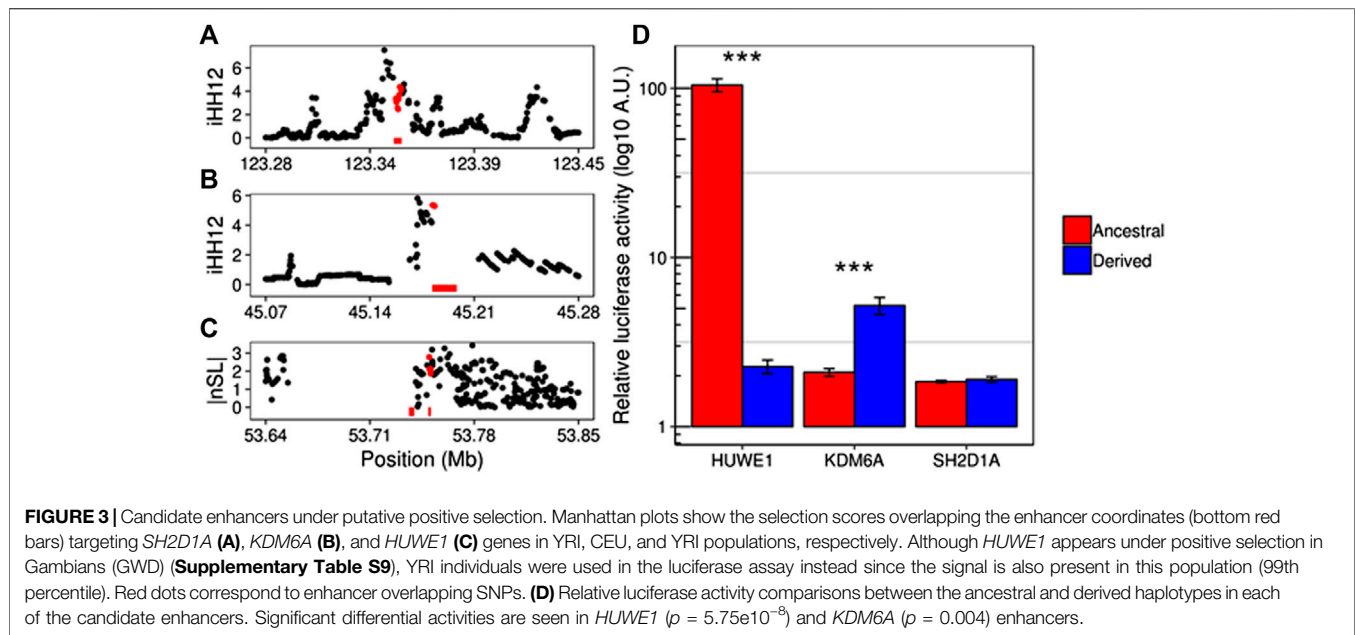 A
iHH12
6
4
2
0
123.28 123.34 123.39 123.45
B
iHH12
6
4
2
0
45.07 45.14 45.21 45.28
C
|nSL|
3
2
1
0
53.64 53.71 53.78 53.85
Position (Mb)
D
Relative luciferase activity (log10 A.U.)
100
10
1
***
***
HUWE1 KDM6A SH2D1A
Ancestral
Derived
FIGURE 3 | Candidate enhancers under putative positive selection. Manhattan plots show the selection scores overlapping the enhancer coordinates (bottom red
bars) targeting SH2D1A (A), KDM6A (B), and HUWE1 (C) genes in YRI, CEU, and YRI populations, respectively. Although HUWE1 appears under positive selection in
Gambians (GWD) (Supplementary Table S9), YRI individuals were used in the luciferase assay instead since the signal is also present in this population (99th
percentile). Red dots correspond to enhancer overlapping SNPs. (D) Relative luciferase activity comparisons between the ancestral and derived haplotypes in each
of the candidate enhancers. Significant differential activities are seen in HUWE1 (p = 5.75e⁻⁸) and KDM6A (p = 0.004) enhancers.